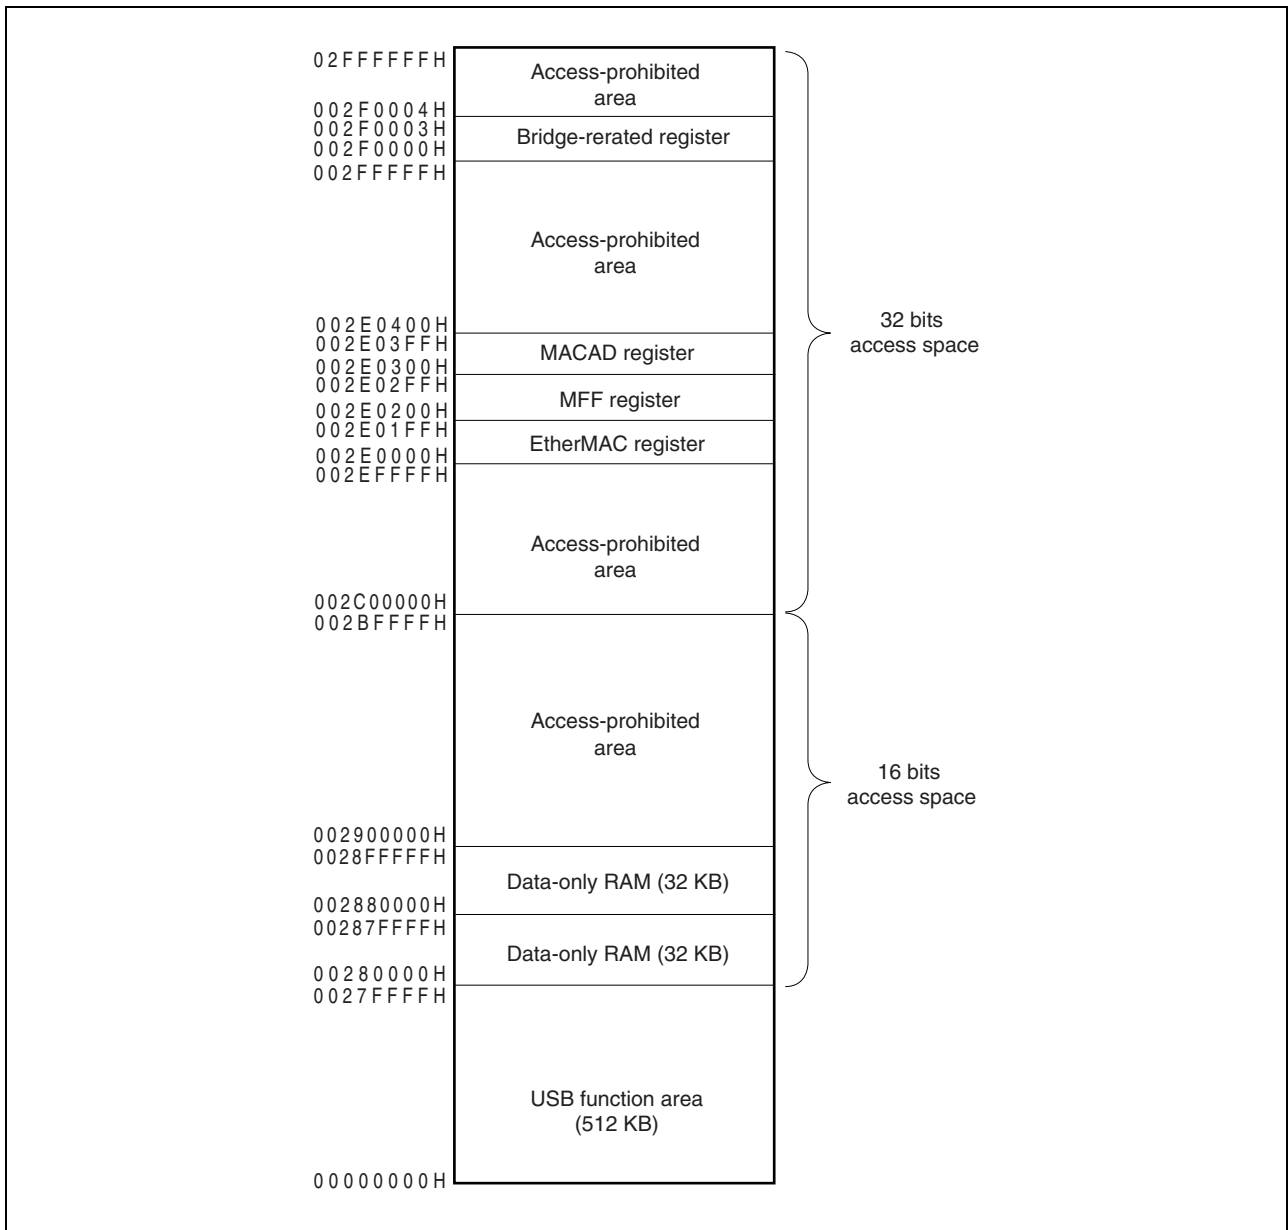 02FFFFFFH
Access-prohibited
area
002F0004H
002F0003H
Bridge-rerated register
002F0000H
002FFFFFH
Access-prohibited
area
32 bits
access space
002E0400H
002E03FFH
MACAD register
002E0300H
002E02FFH
MFF register
002E0200H
002E01FFH
EtherMAC register
002E0000H
002EFFFFH
Access-prohibited
area
002C00000H
002BFFFFH
Access-prohibited
area
16 bits
access space
002900000H
0028FFFFFH
Data-only RAM (32 KB)
002880000H
00287FFFFH
Data-only RAM (32 KB)
00280000H
0027FFFFH
USB function area
(512 KB)
00000000H